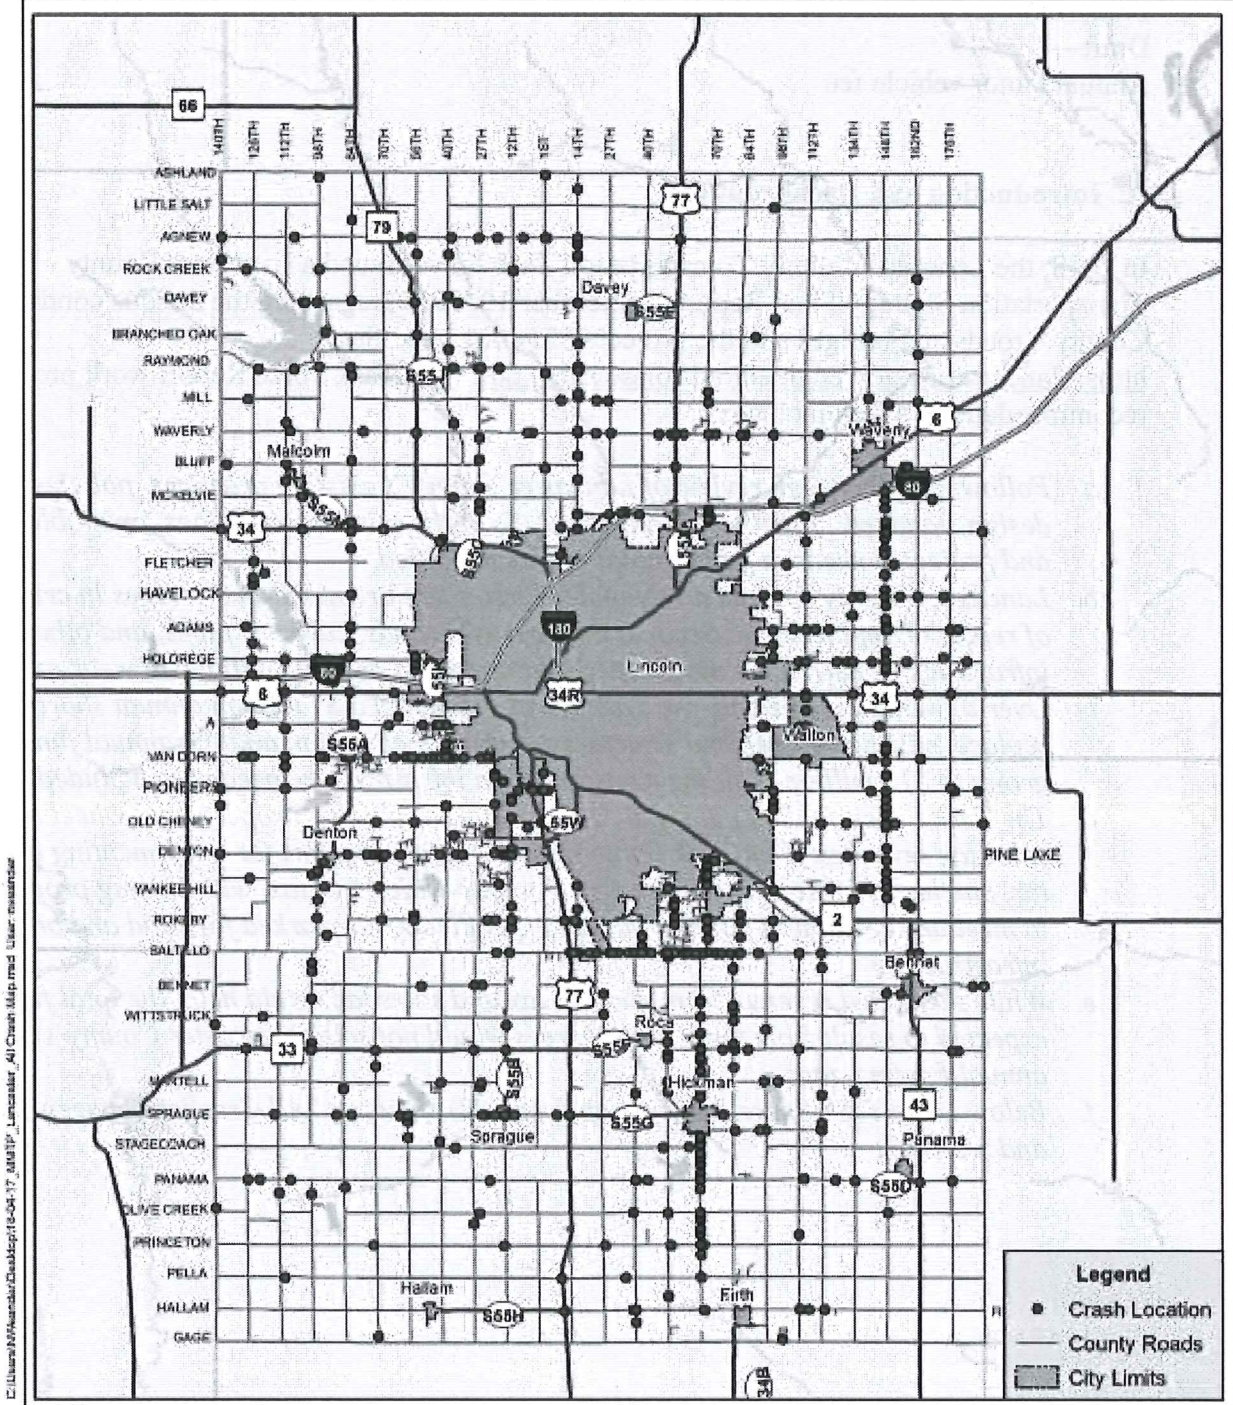 66
140TH
126TH
112TH
98TH
84TH
70TH
56TH
40TH
27TH
12TH
1ST
14TH
27TH
40TH
70TH
84TH
98TH
112TH
134TH
148TH
162ND
176TH
ASHLAND
LITTLE SALT
77
79
AGNEW
ROCK CREEK
Davey
DAVEY
S55E
BRANCHED OAK
RAYMOND
S55
MILL
6
WAVERLY
Waverly
Malcolm
BLUFF
80
MCKELVIE
S55M
34
FLETCHER
HAVELOCK
180
ADAMS
HOLDREGE
80
Lincoln
6
34R
34
A
Walton
S55A
VAN DORN
PIONEERS
OLD CHENEY
55W
Denton
DENTON
PINE LAKE
YANKEE HILL
ROKEBY
2
SALTILLO
Bennet
BENNET
77
WITTSTRUCK
Roca
33
S55F
MARTELL
S55B
Hickman
SPRAGUE
43
S55G
Sprague
STAGECOACH
Panama
PANAMA
S55D
OLIVE CREEK
PRINCETON
PELLA
Hallam
Firth
HALLAM
S55H
GAGE
34B
Legend
Crash Location
County Roads
City Limits